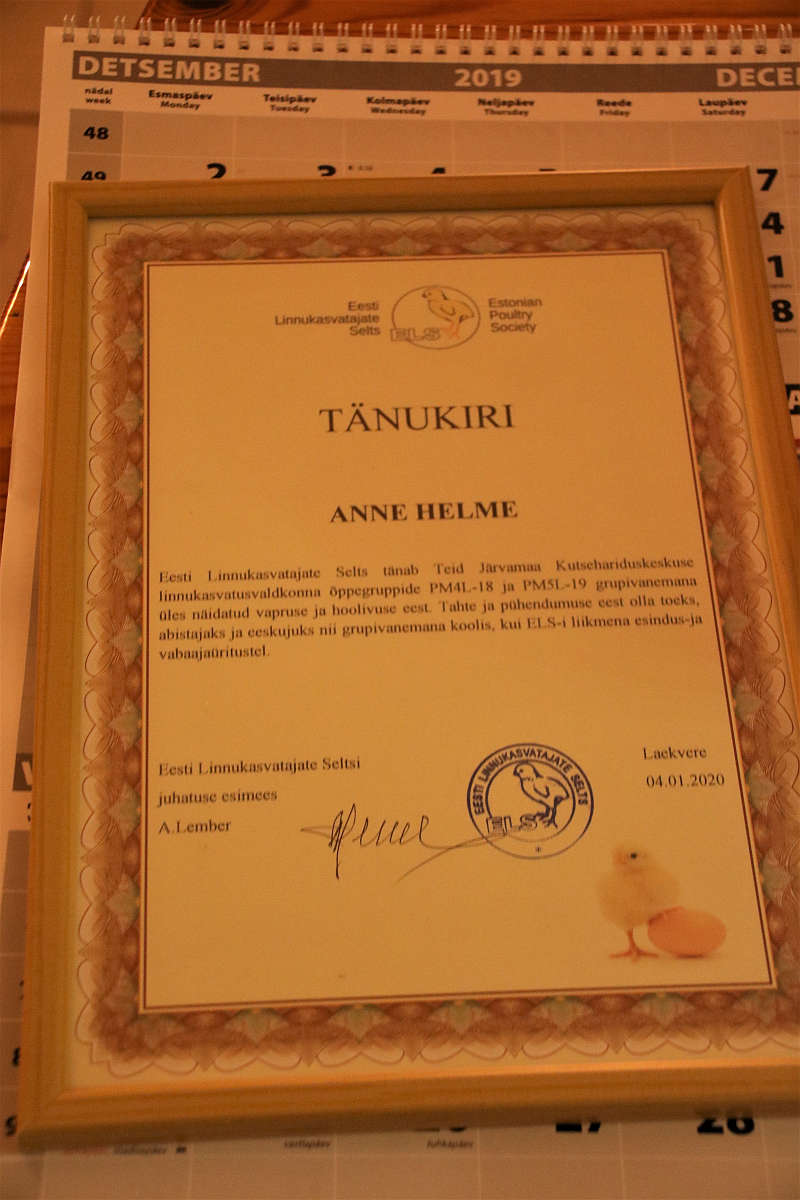 DETSEMBER 2019
nädal Esmaspäev Teisipäev Kolmapäev Neljapäev Reede Laupäev
week Monday Tuesday Wednesday Thursday Friday Saturday
48
49 2 3 4 7
Eesti
Linnukasvatajate
Selts
ELS
Estonian
Poultry
Society
TÄNUKIRI
ANNE HELME
Eesti Linnukasvatajate Selts tänab Teid Järvamaa Kutsehariduskeskuse
linnukasvatusvaldkonna õppegruppide PM4L-18 ja PM5L-19 grupivanemana
üles näidatud vapruse ja hoolivuse eest. Tahte ja pühendumuse eest olla toeks,
abistajaks ja eeskujuks nii grupivanemana koolis, kui ELS-i liikmena esindus-ja
vabaajaüritustel.
Eesti Linnukasvatajate Seltsi
juhatuse esimees
A.Lember
EESTI LINNUKASVATAJATE SELTS
ELS
*
Laekvere
04.01.2020